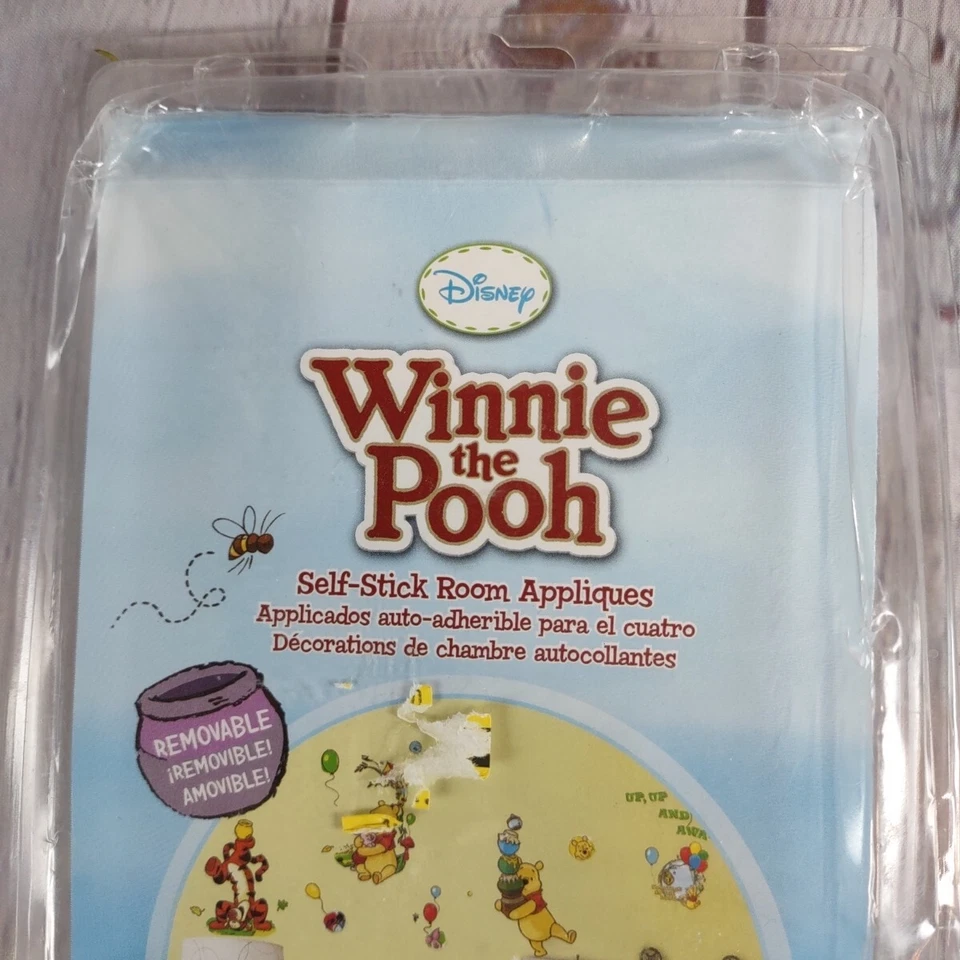 Disney
Winnie
the
Pooh
Self-Stick Room Appliques
Applicados auto-adherible para el cuatro
Décorations de chambre autocollantes
REMOVABLE
¡REMOVIBLE!
AMOVIBLE!
UP, UP
AND
AWA